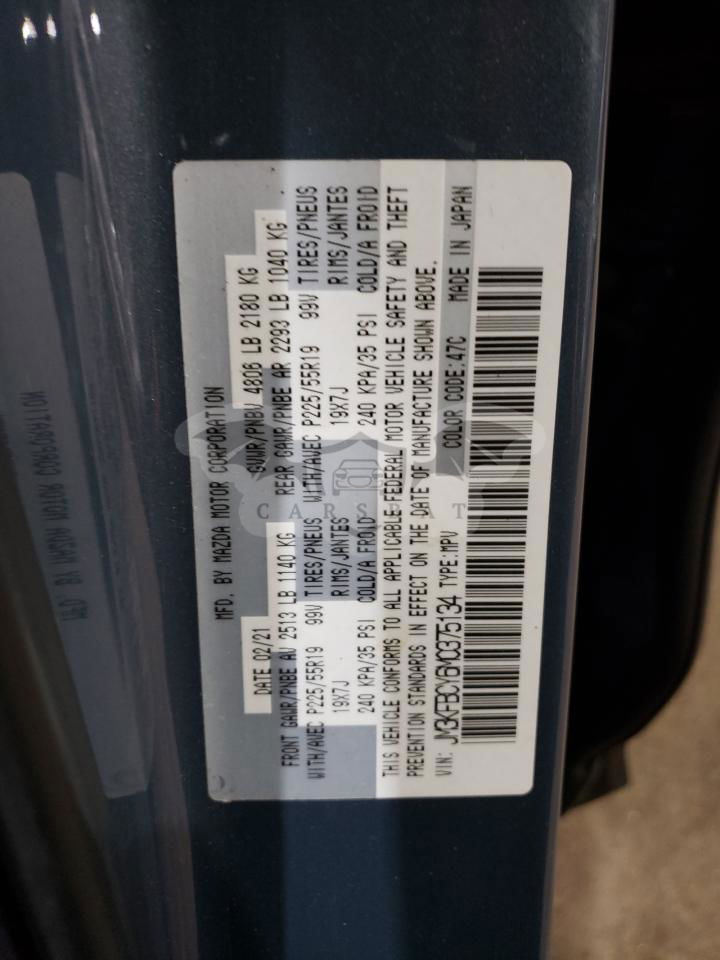 MFD. BY MAZDA MOTOR CORPORATION
DATE 02/21 GVWR/PNBV 4806 LB 2180 KG
FRONT GAWR/PNBE AV 2513 LB 1140 KG REAR GAWR/PNBE AR 2293 LB 1040 KG
WITH/AVEC P225/55R19 99V TIRES/PNEUS WITH/AVEC P225/55R19 99V TIRES/PNEUS
19X7J RIMS/JANTES 19X7J RIMS/JANTES
240 KPA/35 PSI COLD/A FROID 240 KPA/35 PSI COLD/A FROID
THIS VEHICLE CONFORMS TO ALL APPLICABLE FEDERAL MOTOR VEHICLE SAFETY AND THEFT
PREVENTION STANDARDS IN EFFECT ON THE DATE OF MANUFACTURE SHOWN ABOVE.
VIN: JM3KFBCY6M0375134 TYPE:MPV COLOR CODE:47C MADE IN JAPAN
CARSBAT